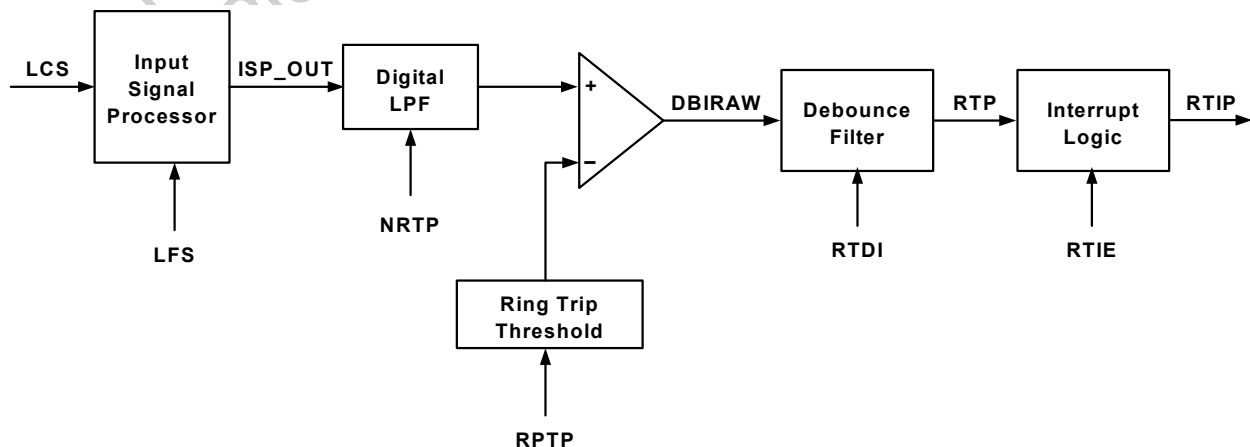 LCS
Input
Signal
Processor
ISP_OUT
Digital
LPF
+
−
DBIRAW
Debounce
Filter
RTP
Interrupt
Logic
RTIP
LFS
NRTP
Ring Trip
Threshold
RPTP
RTDI
RTIE